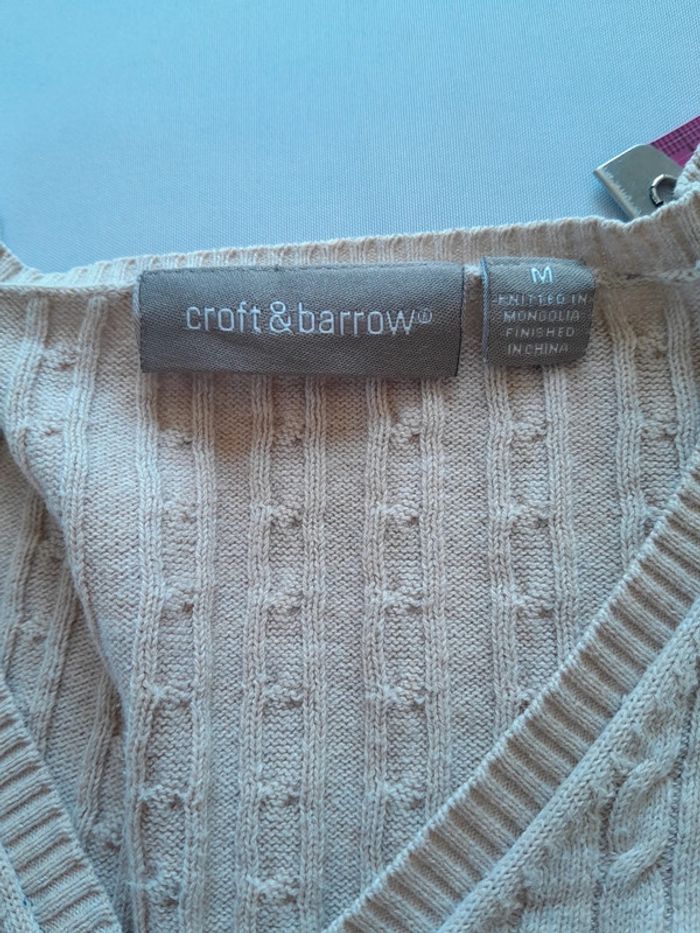 croft & barrow®
M
KNITTED IN
MONGOLIA
FINISHED
IN CHINA